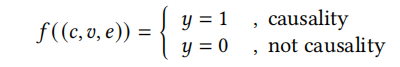 f((c, v, e)) = { y = 1 , causality
y = 0 , not causality